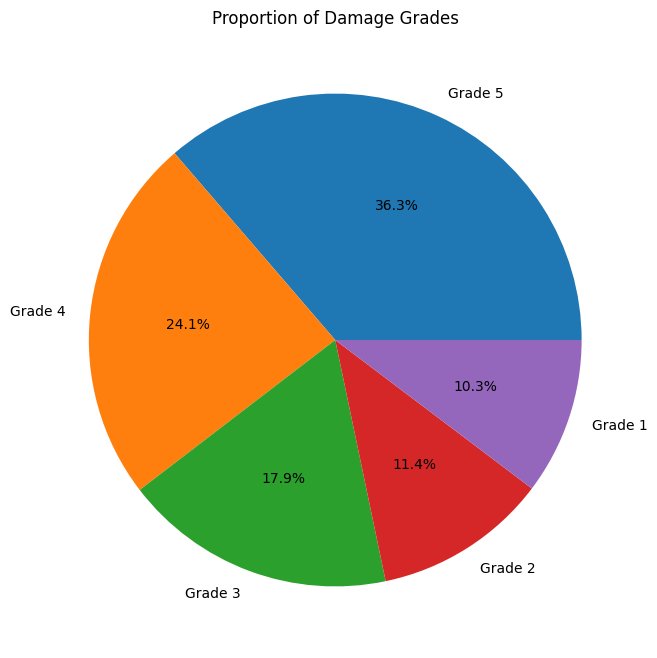 Proportion of Damage Grades
Grade 5
36.3%
Grade 4
24.1%
17.9%
Grade 3
11.4%
Grade 2
10.3%
Grade 1